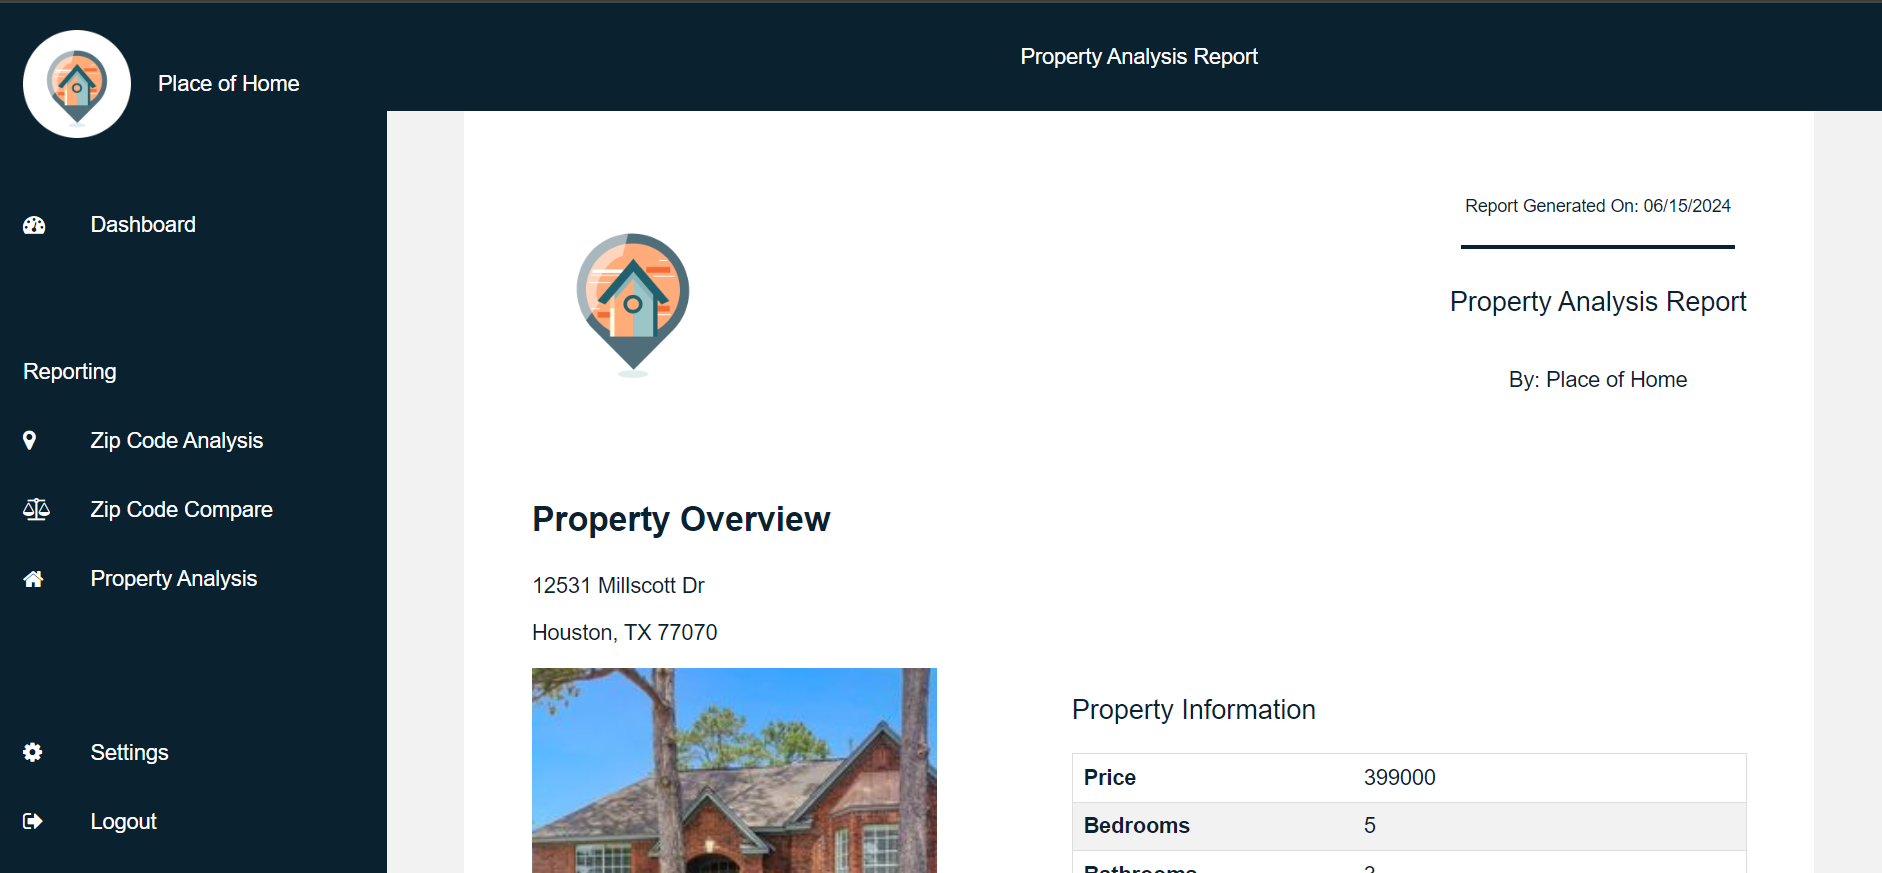 Place of Home
Property Analysis Report
Dashboard
Reporting
Zip Code Analysis
Zip Code Compare
Property Analysis
Settings
Logout
Report Generated On: 06/15/2024
Property Analysis Report
By: Place of Home
Property Overview
12531 Millscott Dr
Houston, TX 77070
Property Information
Price 399000
Bedrooms 5
Bathrooms